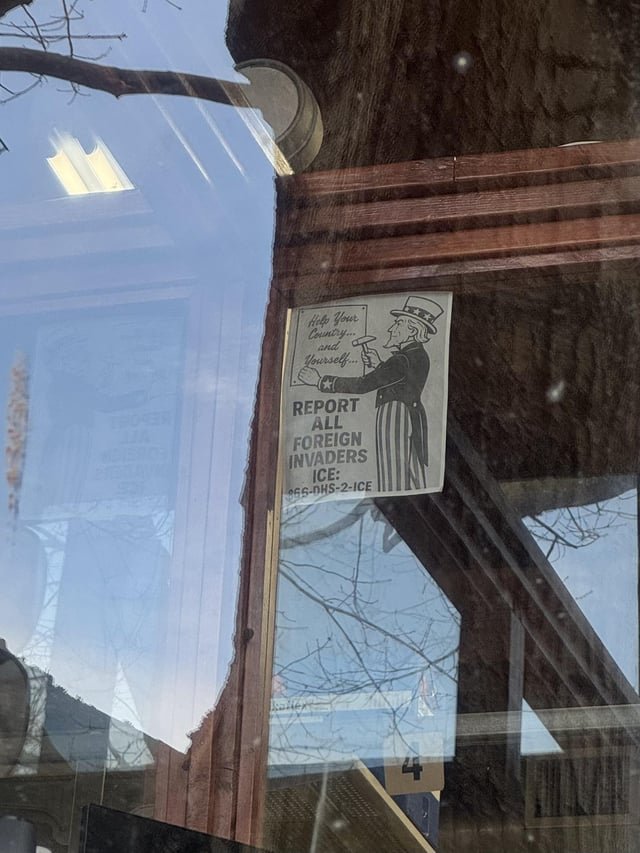 Help Your
Country...
and
Yourself...
REPORT
ALL
FOREIGN
INVADERS
ICE:
866-DHS-2-ICE
4